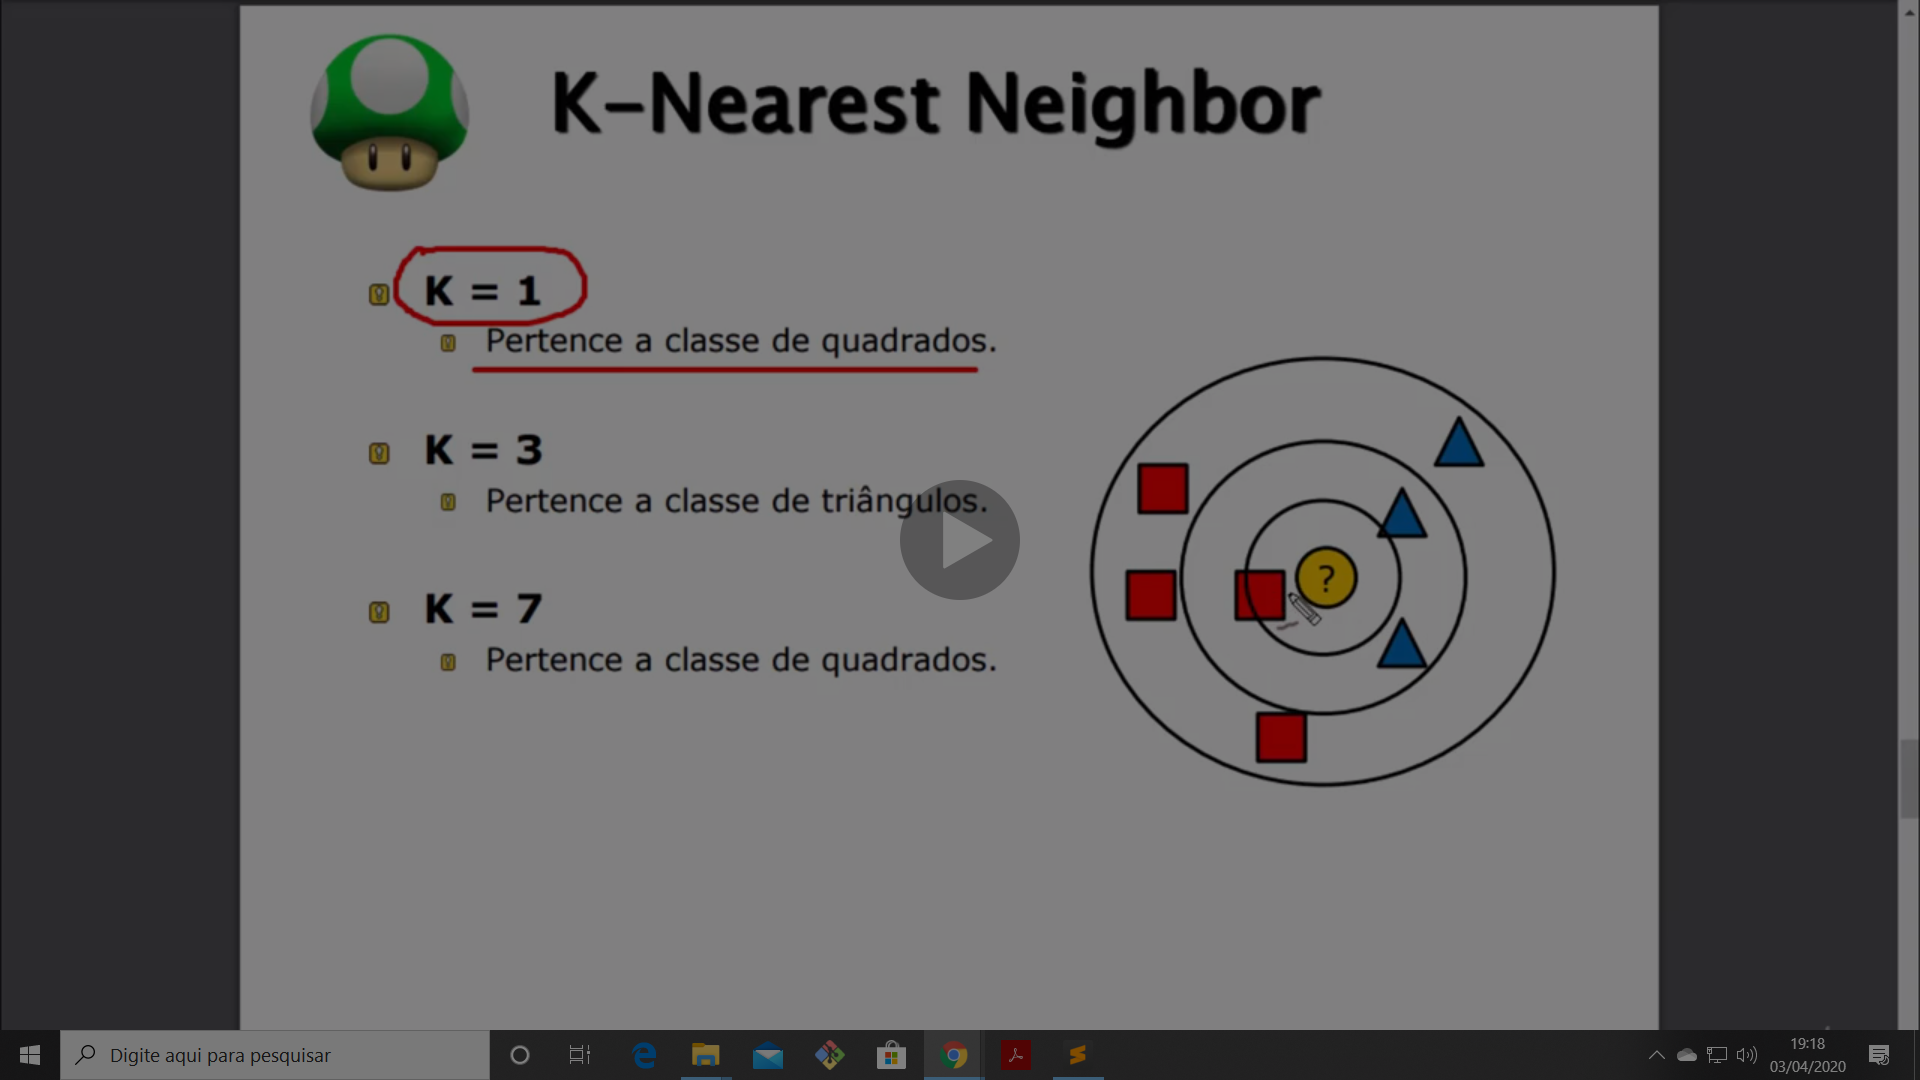 K-Nearest Neighbor
K = 1
Pertence a classe de quadrados.
K = 3
Pertence a classe de triângulos.
K = 7
Pertence a classe de quadrados.
?
Digite aqui para pesquisar
19:18
03/04/2020